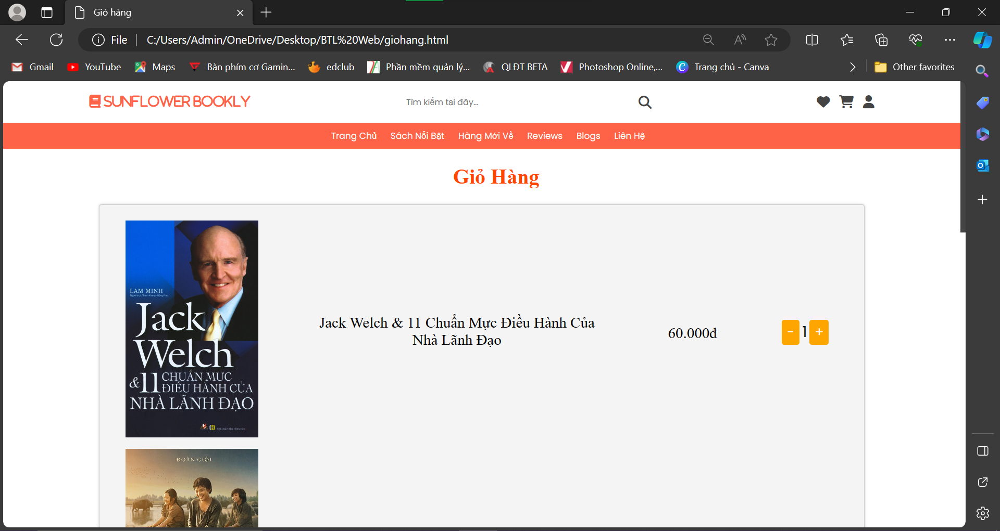 Giỏ hàng
File
C:/Users/Admin/OneDrive/Desktop/BTL%20Web/giohang.html
Gmail
YouTube
Maps
Bàn phím cơ Gamin...
edclub
Phần mềm quản lý...
QLĐT BETA
Photoshop Online,...
Trang chủ - Canva
Other favorites
SUNFLOWER BOOKLY
Tìm kiếm tại đây...
Trang Chủ
Sách Nổi Bật
Hàng Mới Về
Reviews
Blogs
Liên Hệ
Giỏ Hàng
LAM MINH
Jack
Welch
&11 CHUẨN MỰC
ĐIỀU HÀNH CỦA
NHÀ LÃNH ĐẠO
Jack Welch & 11 Chuẩn Mực Điều Hành Của
Nhà Lãnh Đạo
60.000đ
- 1 +
ĐOÀN GIỎI